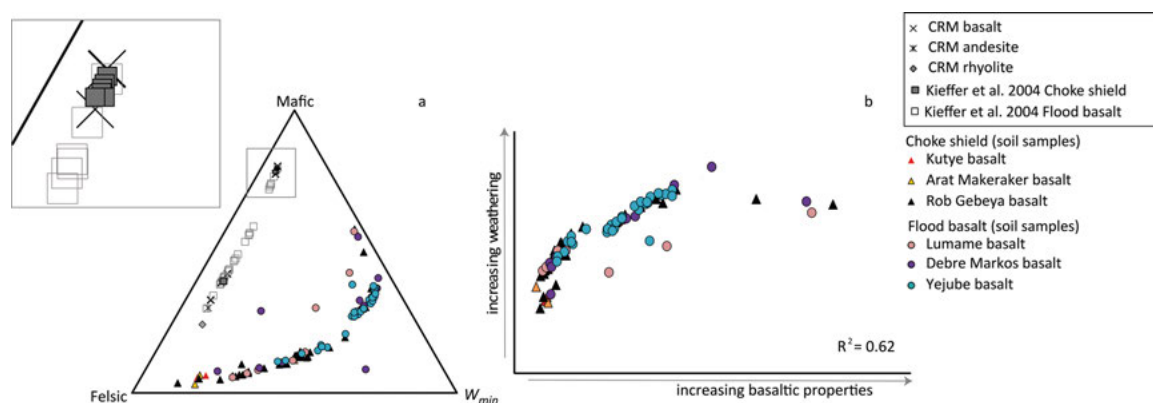 a
Mafic
Felsic
Wmin
b
increasing weathering
increasing basaltic properties
R² = 0.62
CRM basalt
CRM andesite
CRM rhyolite
Kieffer et al. 2004 Choke shield
Kieffer et al. 2004 Flood basalt
Choke shield (soil samples)
Kutye basalt
Arat Makeraker basalt
Rob Gebeya basalt
Flood basalt (soil samples)
Lumame basalt
Debre Markos basalt
Yejube basalt